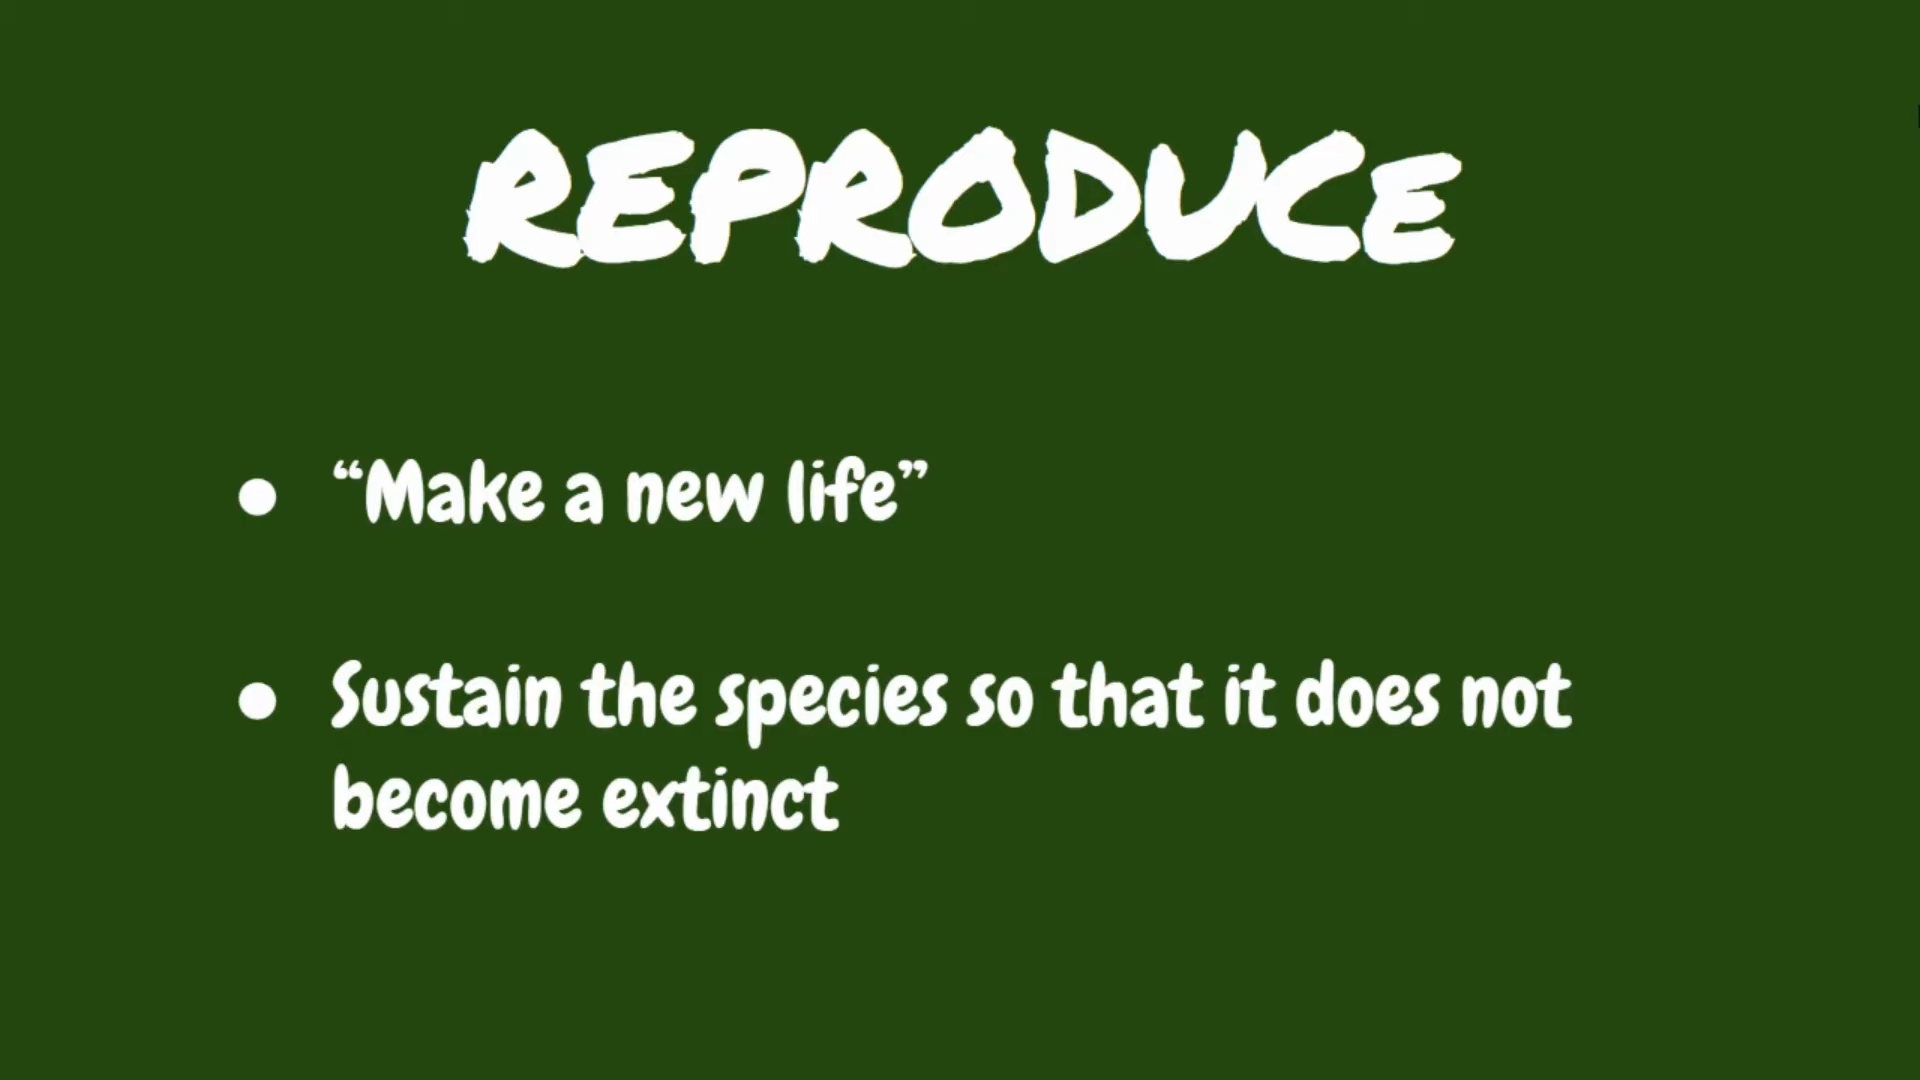 REPRODUCE
● “Make a new life”
● Sustain the species so that it does not
become extinct